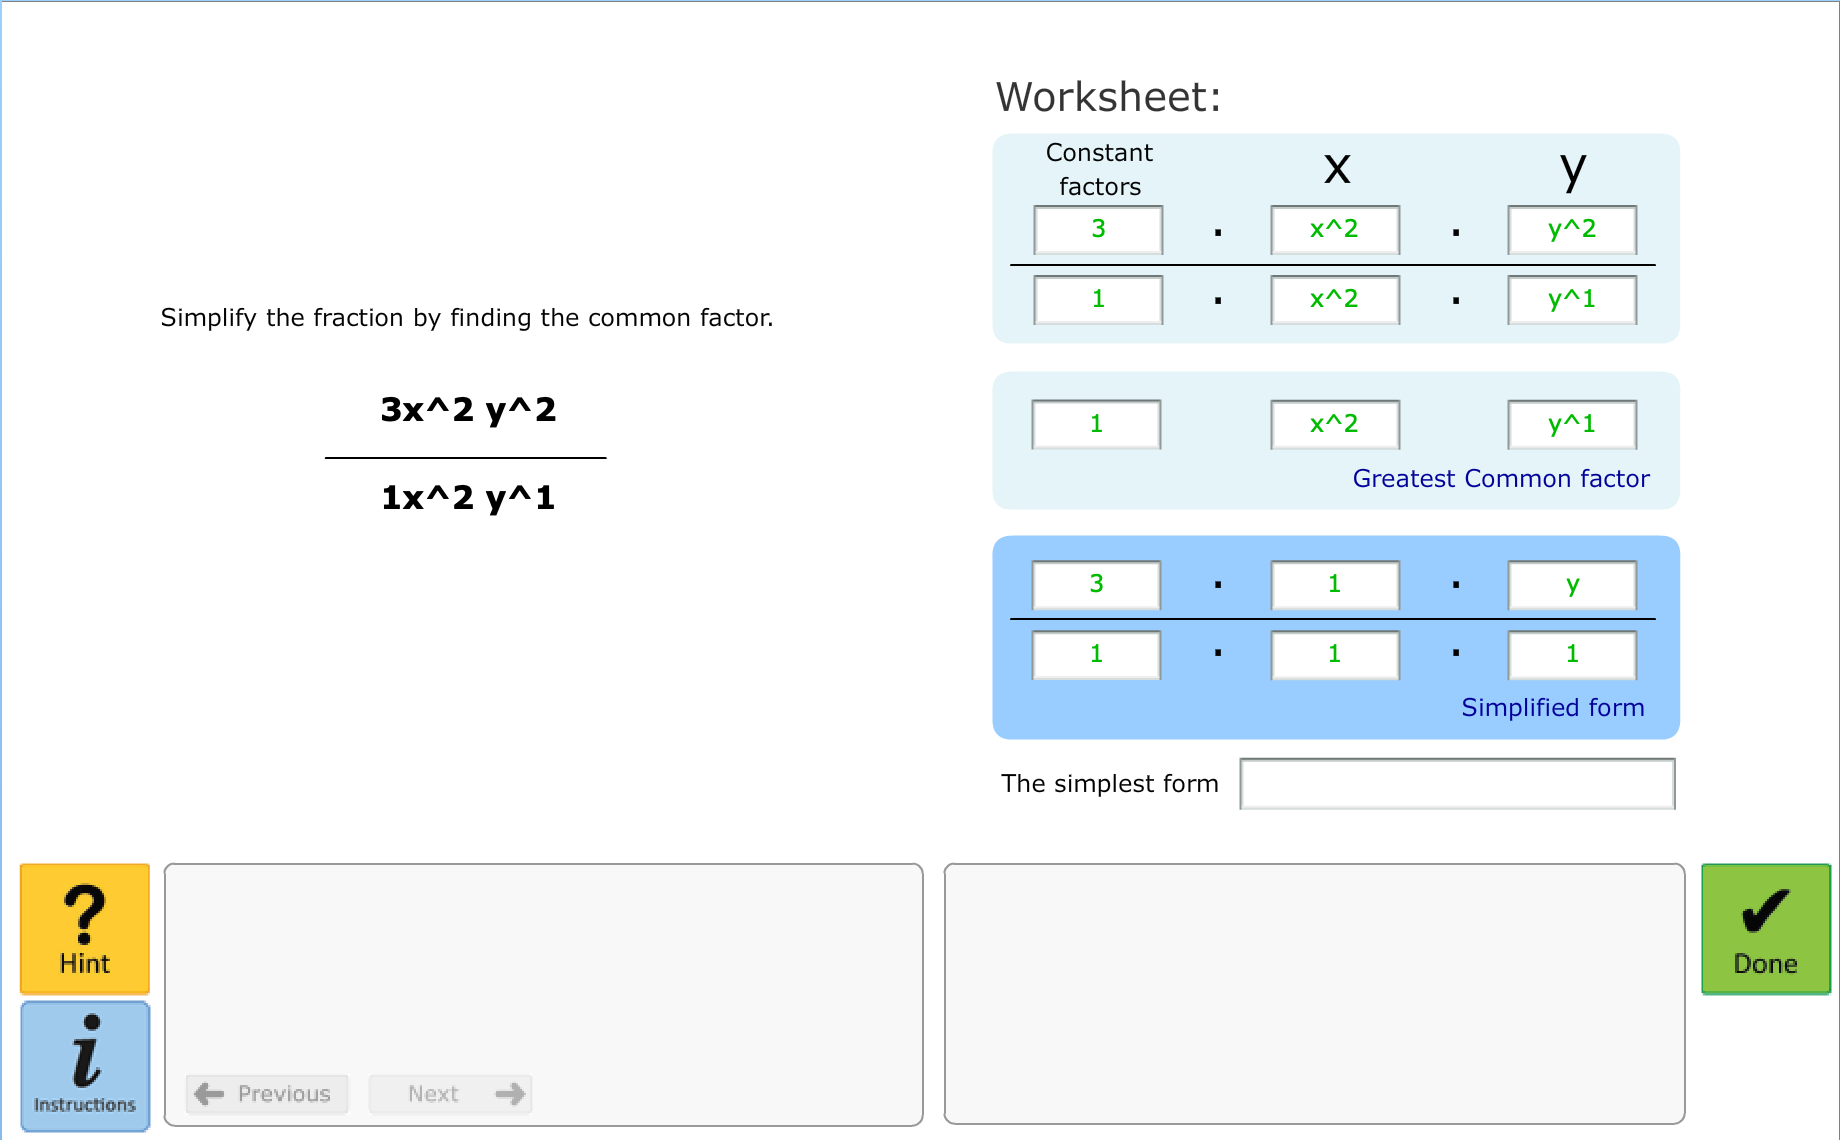 Worksheet:
Constant
factors
x
y
3 · x^2 · y^2
1 · x^2 · y^1
Simplify the fraction by finding the common factor.
3x^2 y^2
1x^2 y^1
1 x^2 y^1
Greatest Common factor
3 · 1 · y
1 · 1 · 1
Simplified form
The simplest form
?
Hint
i
Instructions
Previous
Next
Done